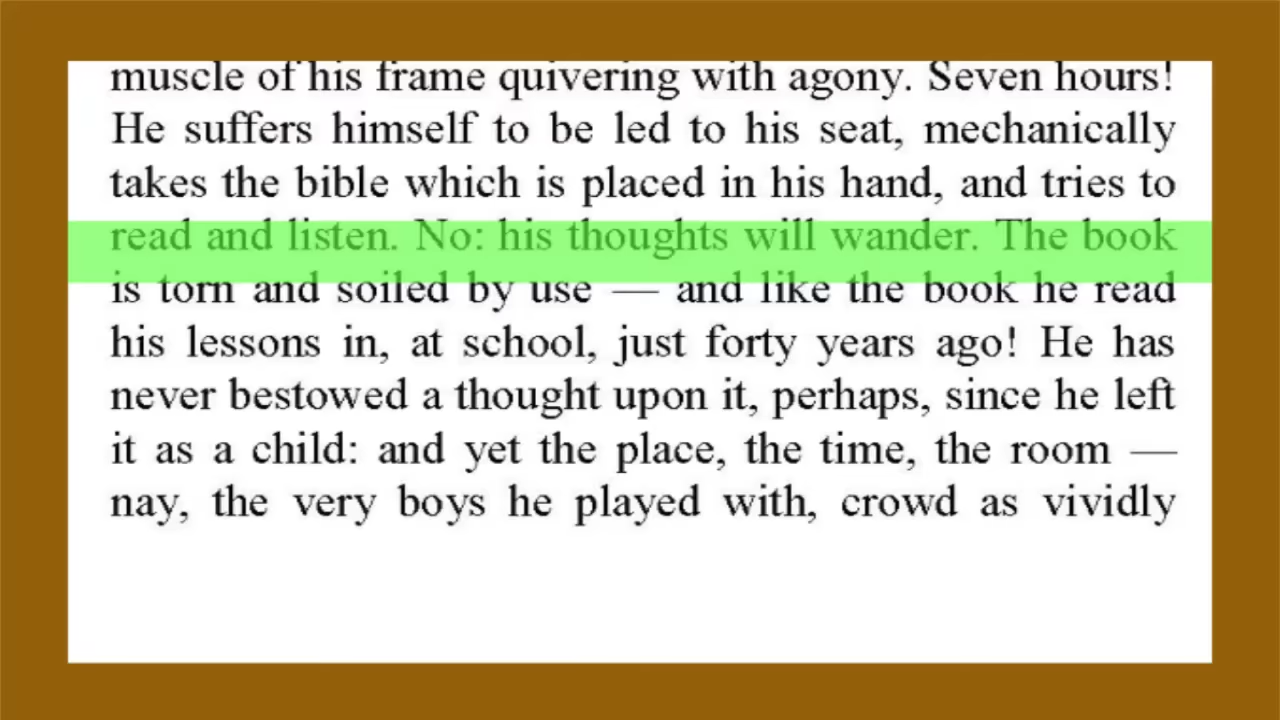 muscle of his frame quivering with agony. Seven hours!
He suffers himself to be led to his seat, mechanically
takes the bible which is placed in his hand, and tries to
read and listen. No: his thoughts will wander. The book
is torn and soiled by use — and like the book he read
his lessons in, at school, just forty years ago! He has
never bestowed a thought upon it, perhaps, since he left
it as a child: and yet the place, the time, the room —
nay, the very boys he played with, crowd as vividly